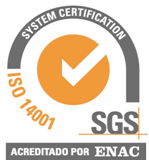 SYSTEM CERTIFICATION
ISO 14001
SGS
ACREDITADO POR ENAC